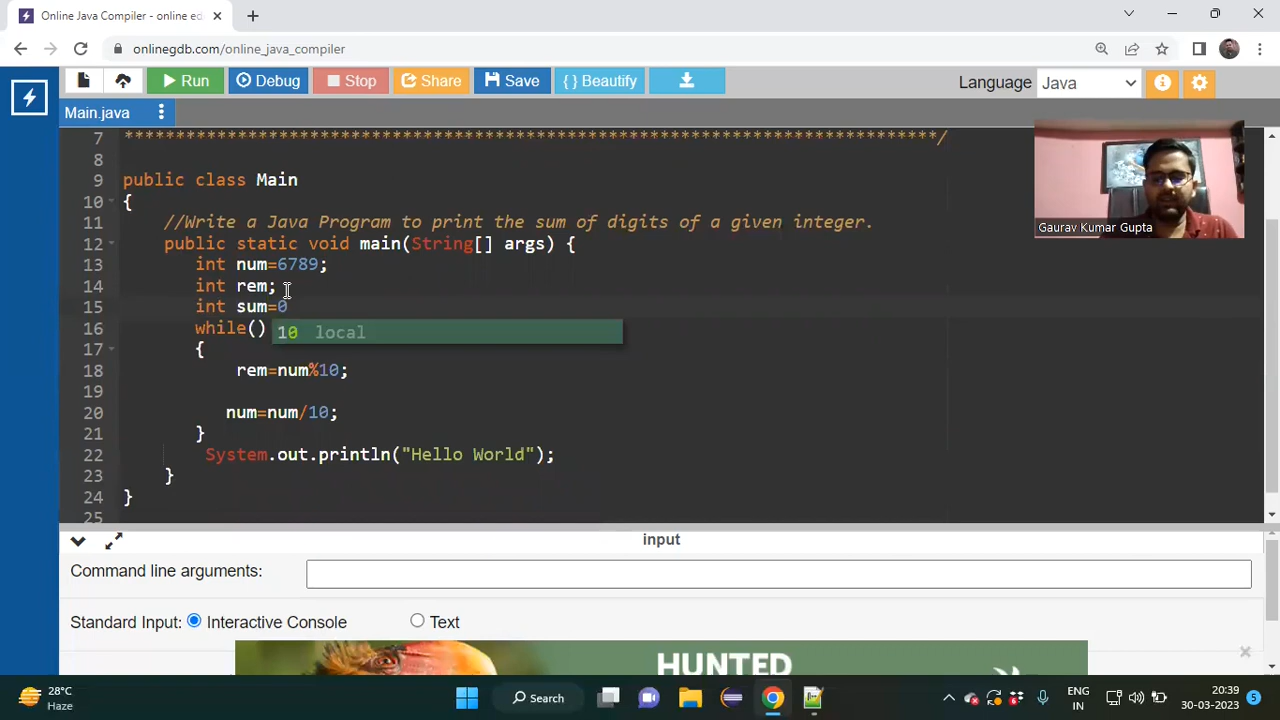 Online Java Compiler - online ed
onlinegdb.com/online_java_compiler
Run
Debug
Stop
Share
Save
{ } Beautify
Language
Java
Main.java
7 ******************************************************************************/
8
9 public class Main
10 {
11 //Write a Java Program to print the sum of digits of a given integer.
12 public static void main(String[] args) {
13 int num=6789;
14 int rem;
15 int sum=0
16 while()
10 local
17 {
18 rem=num%10;
19
20 num=num/10;
21 }
22 System.out.println("Hello World");
23 }
24 }
25
Gaurav Kumar Gupta
input
Command line arguments:
Standard Input:
Interactive Console
Text
HUNTED
28°C
Haze
Search
ENG
IN
20:39
30-03-2023
5